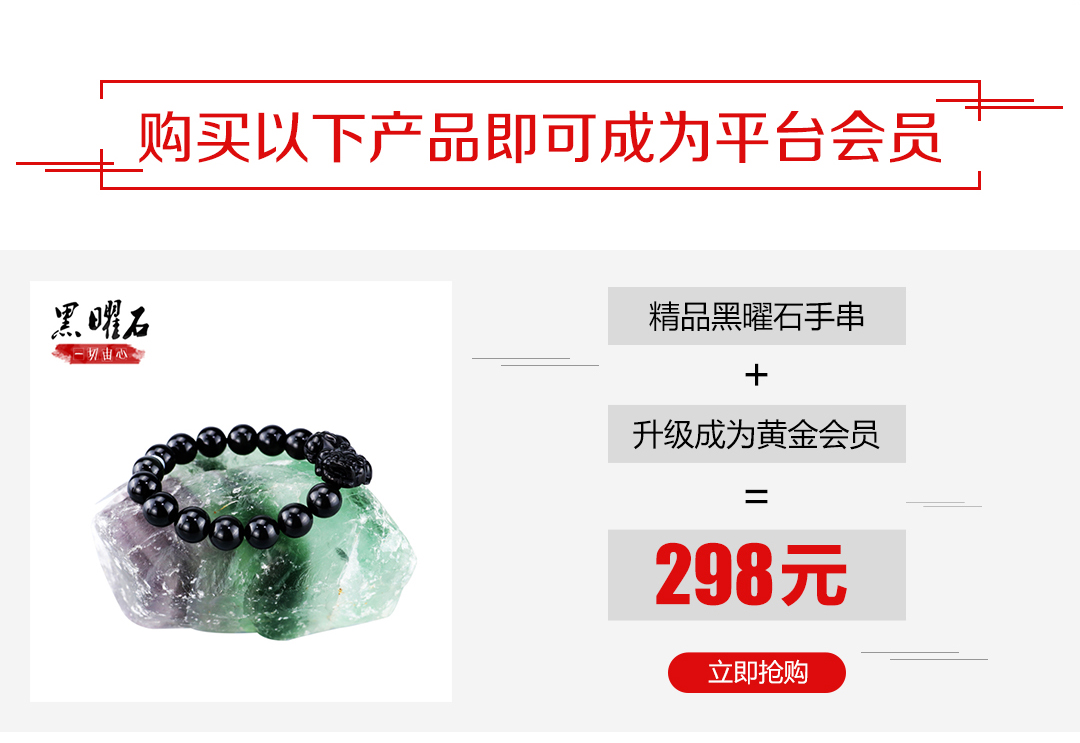 购买以下产品即可成为平台会员
黑曜石
一切由心
精品黑曜石手串
+
升级成为黄金会员
=
298元
立即抢购